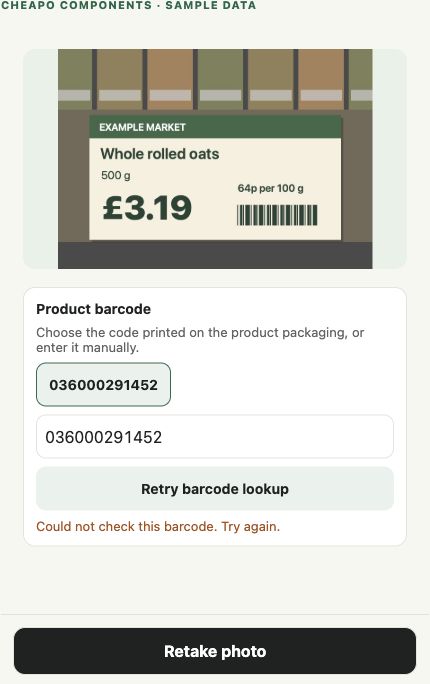 CHEAPO COMPONENTS · SAMPLE DATA
EXAMPLE MARKET
Whole rolled oats
500 g
£3.19
64p per 100 g
Product barcode
Choose the code printed on the product packaging, or
enter it manually.
036000291452
036000291452
Retry barcode lookup
Could not check this barcode. Try again.
Retake photo